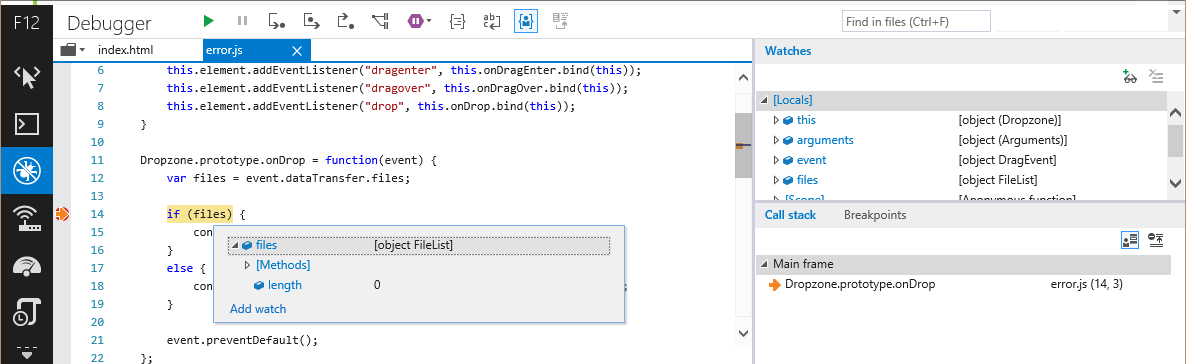 F12 Debugger Find in files (Ctrl+F)
index.html error.js
6 this.element.addEventListener("dragenter", this.onDragEnter.bind(this));
7 this.element.addEventListener("dragover", this.onDragOver.bind(this));
8 this.element.addEventListener("drop", this.onDrop.bind(this));
9 }
10
11 Dropzone.prototype.onDrop = function(event) {
12 var files = event.dataTransfer.files;
13
14 if (files) {
15 con
16 }
17 else {
18 con ;
19 }
20
21 event.preventDefault();
22 };
files [object FileList]
[Methods]
length 0
Add watch
Watches
[Locals]
this [object (Dropzone)]
arguments [object (Arguments)]
event [object DragEvent]
files [object FileList]
[Scope] [Anonymous function]
Call stack Breakpoints
Main frame
Dropzone.prototype.onDrop error.js (14, 3)